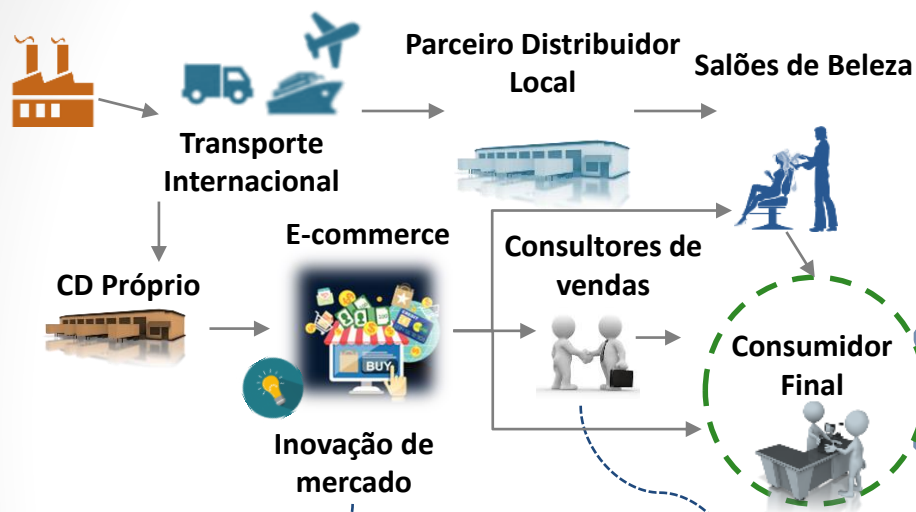 Parceiro Distribuidor
Local
Salões de Beleza
Transporte
Internacional
E-commerce
Consultores de
vendas
CD Próprio
BUY
Consumidor
Final
Inovação de
mercado